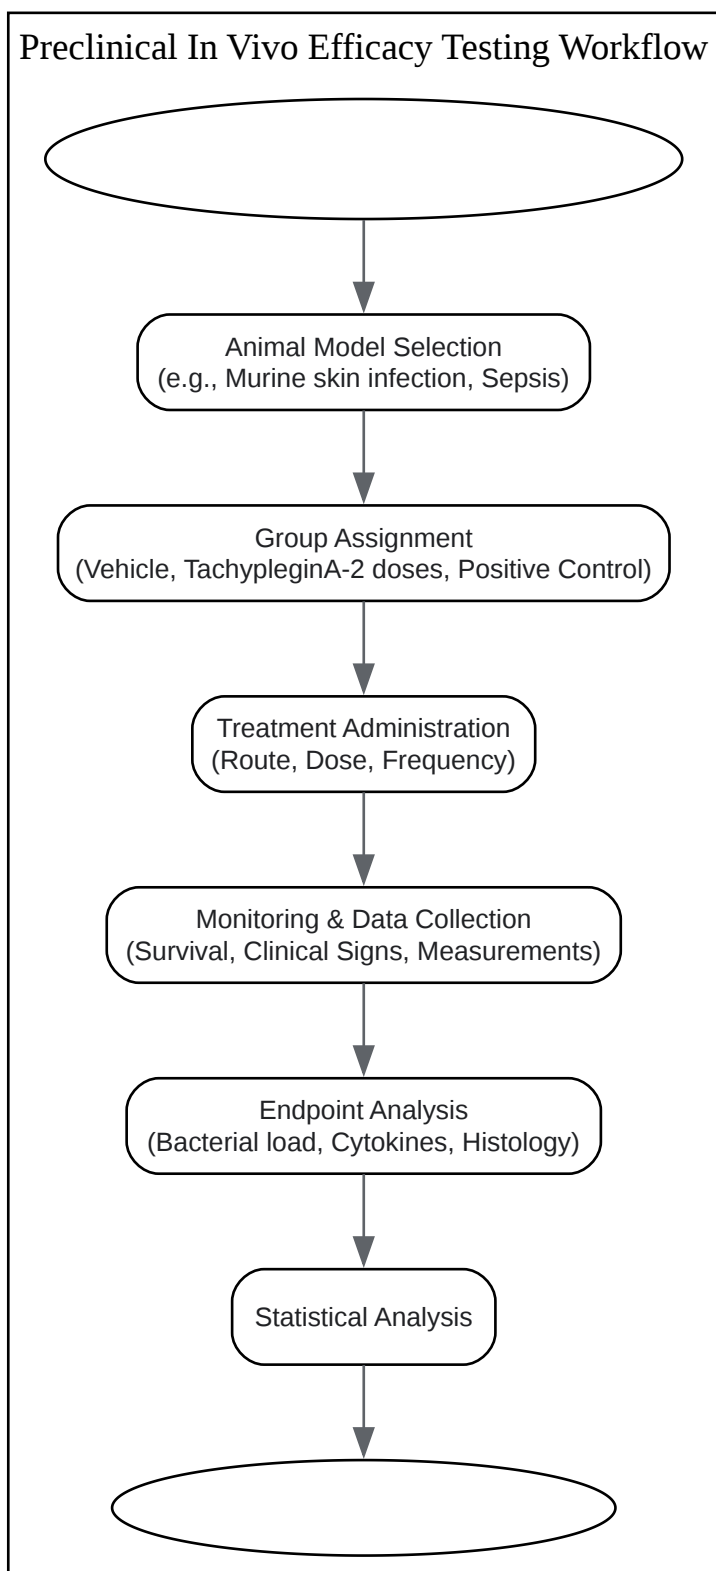 Preclinical In Vivo Efficacy Testing Workflow
Animal Model Selection
(e.g., Murine skin infection, Sepsis)
Group Assignment
(Vehicle, TachypleginA-2 doses, Positive Control)
Treatment Administration
(Route, Dose, Frequency)
Monitoring & Data Collection
(Survival, Clinical Signs, Measurements)
Endpoint Analysis
(Bacterial load, Cytokines, Histology)
Statistical Analysis